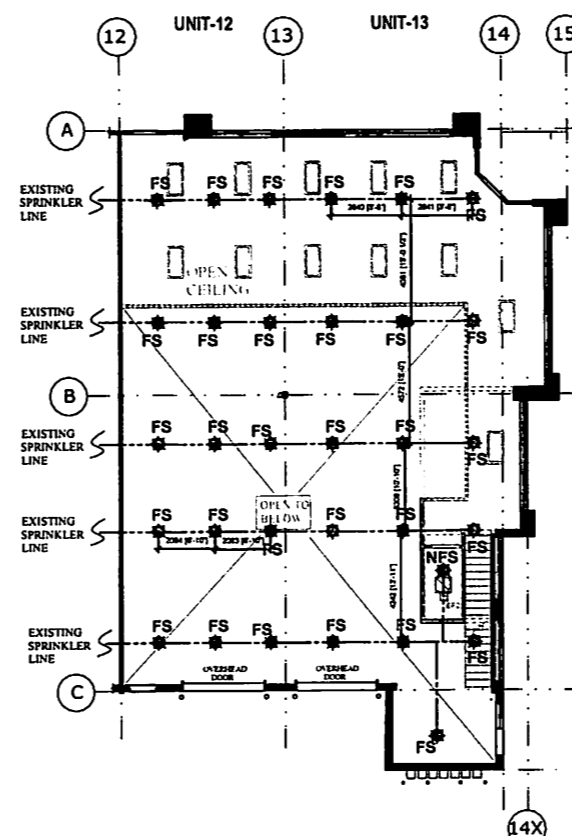 UNIT-12 UNIT-13
12 13 14 15
A
FS FS FS FS FS
EXISTING
SPRINKLER
LINE
FS
OPEN
CEILING
EXISTING
SPRINKLER
LINE
FS FS FS FS FS FS
B
EXISTING
SPRINKLER
LINE
FS FS FS FS FS
FS
OPEN TO
BELOW
EXISTING
SPRINKLER
LINE
FS FS FS FS
FS
FS
NFS
EXISTING
SPRINKLER
LINE
FS FS FS FS FS
FS
OVERHEAD
DOOR
OVERHEAD
DOOR
C
FS
14X